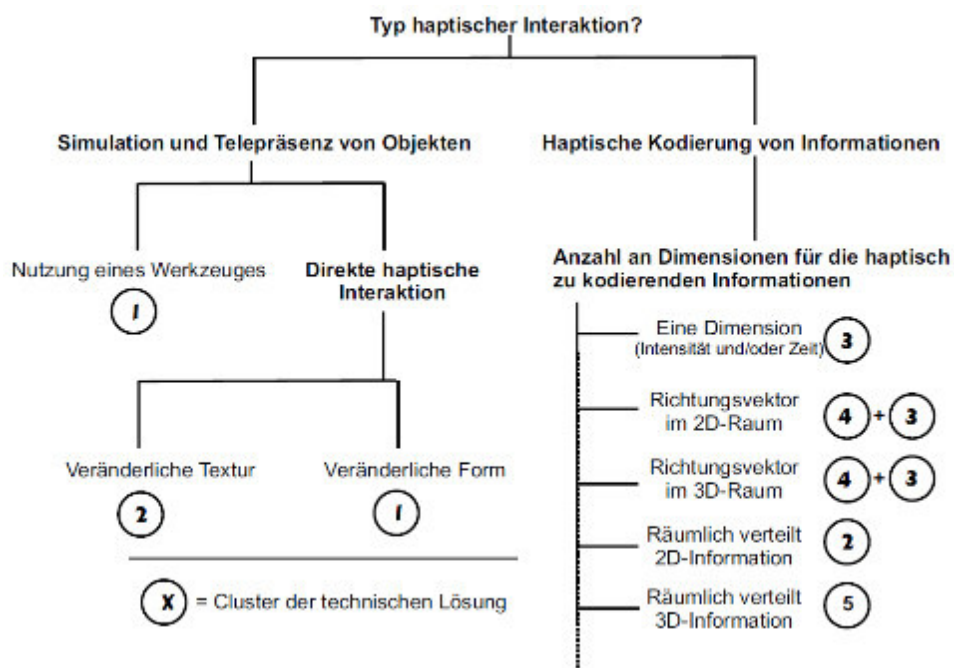 Typ haptischer Interaktion?
Simulation und Telepräsenz von Objekten
Haptische Kodierung von Informationen
Nutzung eines Werkzeuges
1
Direkte haptische
Interaktion
Veränderliche Textur
2
Veränderliche Form
1
X = Cluster der technischen Lösung
Anzahl an Dimensionen für die haptisch
zu kodierenden Informationen
Eine Dimension
(Intensität und/oder Zeit)
3
Richtungsvektor
im 2D-Raum
4 + 3
Richtungsvektor
im 3D-Raum
4 + 3
Räumlich verteilt
2D-Information
2
Räumlich verteilt
3D-Information
5